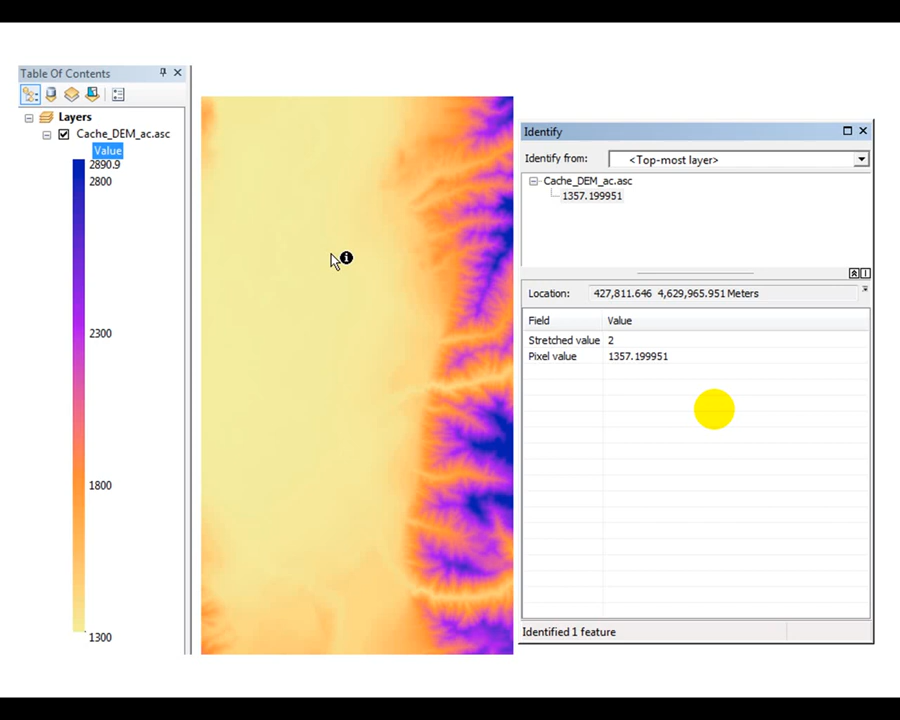 Table Of Contents
Layers
Cache_DEM_ac.asc
Value
2890.9
2800
2300
1800
1300
Identify
Identify from: <Top-most layer>
Cache_DEM_ac.asc
1357.199951
Location: 427,811.646 4,629,965.951 Meters
Field Value
Stretched value 2
Pixel value 1357.199951
Identified 1 feature